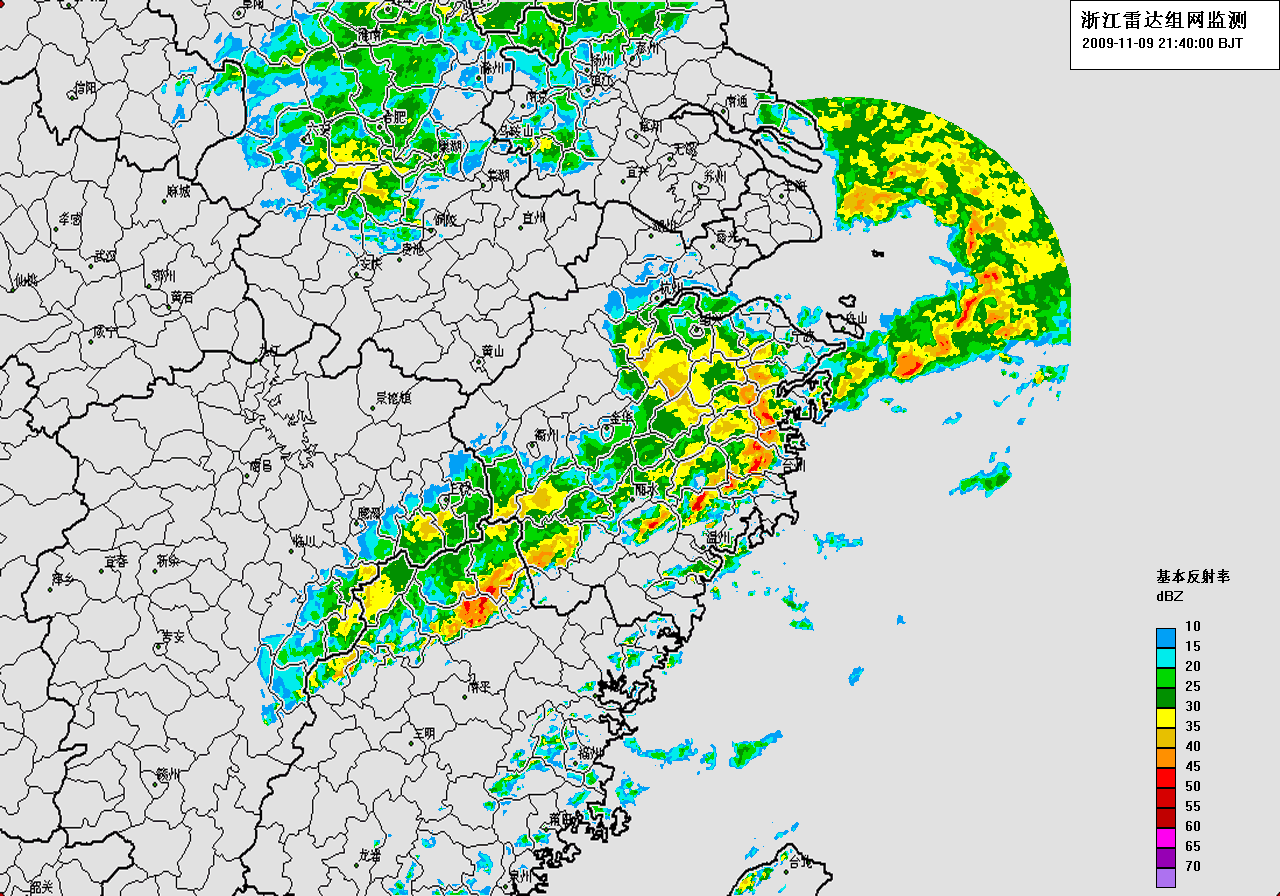 浙江雷达组网监测
2009-11-09 21:40:00 BJT
阜阳
淮南
泰州
扬州
滁州
镇江
信阳
南京
南通
合肥
六安
马鞍山
常州
巢湖
无锡
芜湖
宜兴
苏州
上海
麻城
孝感
铜陵
宣州
湖州
嘉兴
武汉
安庆
贵池
仙桃
鄂州
黄石
杭州
绍兴
舟山
咸宁
宁波
九江
黄山
景德镇
金华
衢州
南昌
台州
上饶
丽水
鹰潭
临川
温州
宜春
新余
萍乡
吉安
南平
三明
福州
赣州
莆田
龙岩
台北
泉州
韶关
基本反射率
dBZ
10
15
20
25
30
35
40
45
50
55
60
65
70